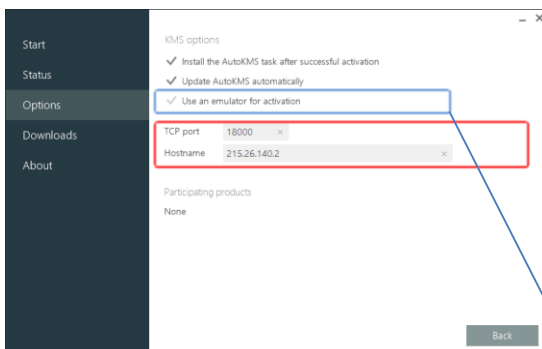 Start
Status
Options
Downloads
About
KMS options
Install the AutoKMS task after successful activation
Update AutoKMS automatically
Use an emulator for activation
TCP port 18000
Hostname 215.26.140.2
Participating products
None
Back